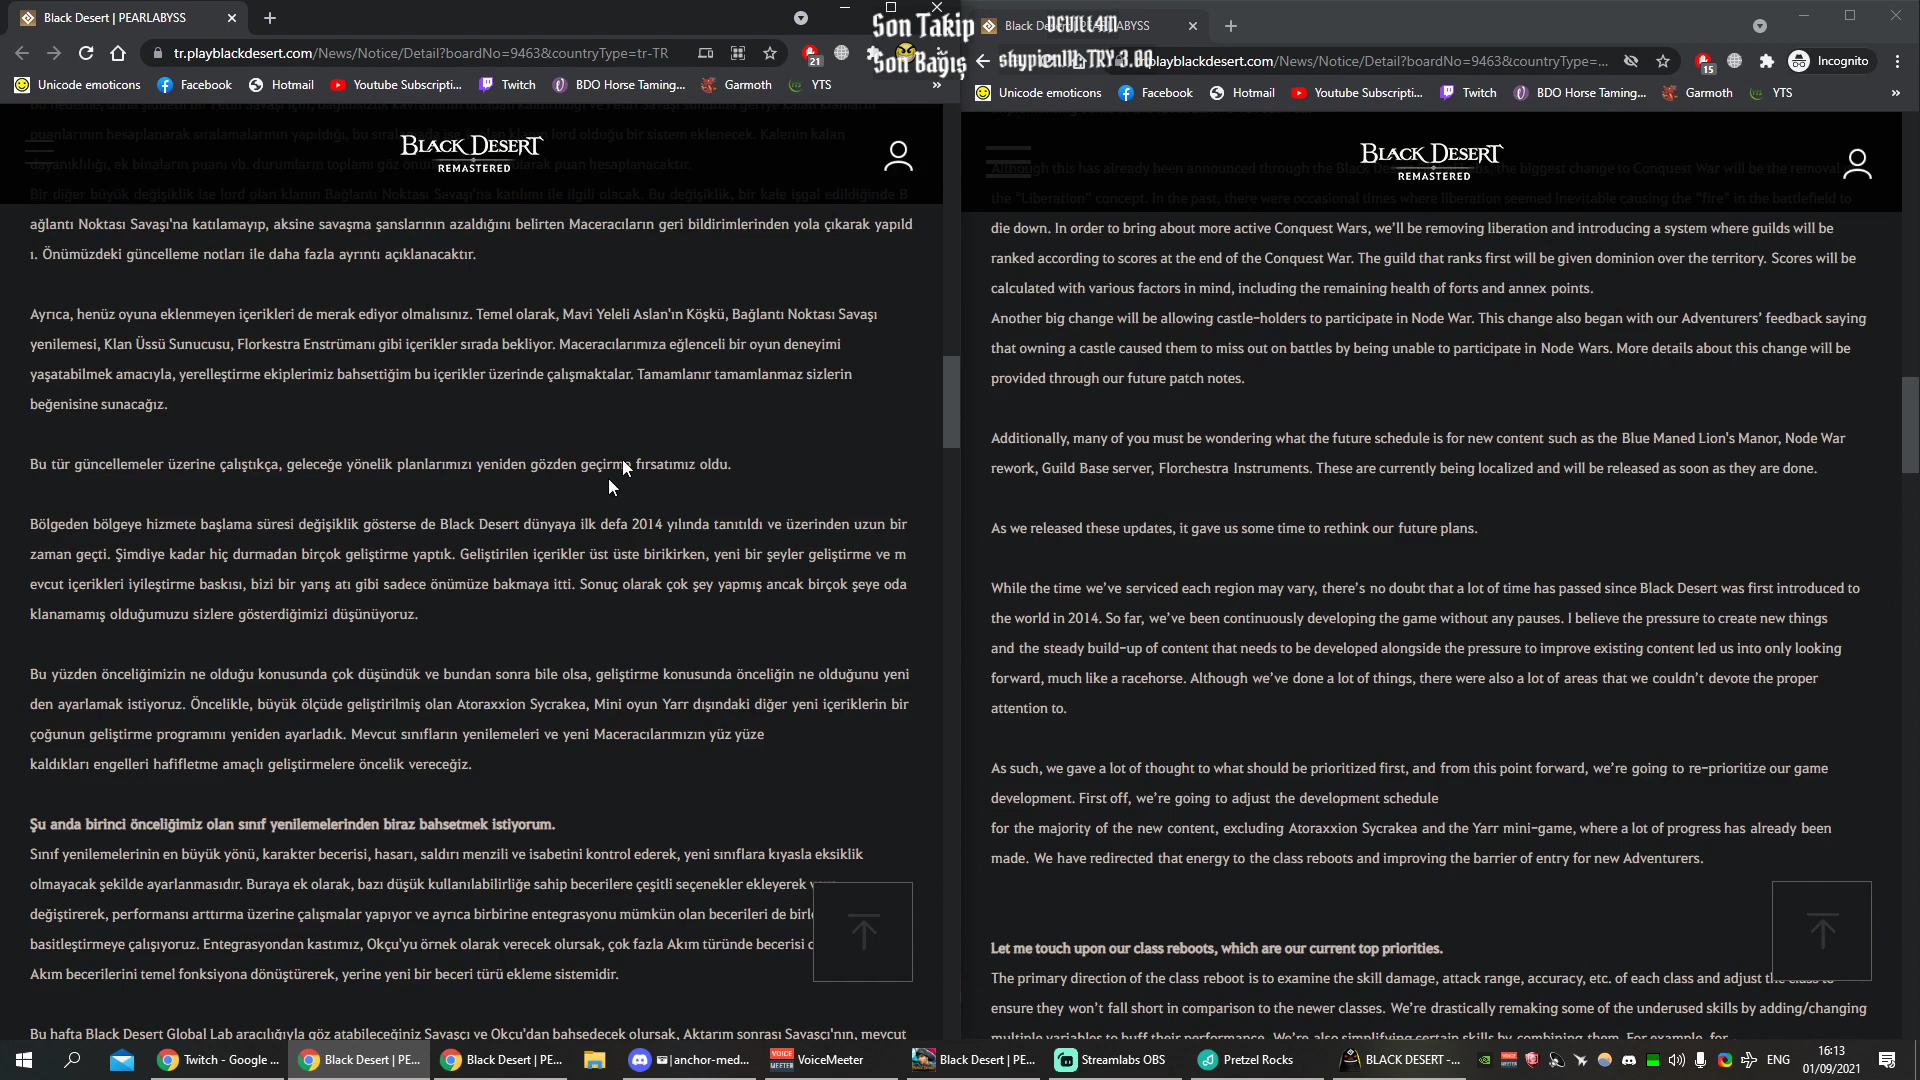 Black Desert | PEARLABYSS
tr.playblackdesert.com/News/Notice/Detail?boardNo=9463&countryType=tr-TR
21
Unicode emoticons
Facebook
Hotmail
Youtube Subscripti...
Twitch
BDO Horse Taming...
Garmoth
YTS
»
puanlarının hesaplanarak sıralamalarının yapıldığı, bu sıralamada ise 1. olan klanın lord olduğu bir sistem eklenecek. Kalenin kalan
BLACK DESERT
REMASTERED
Bir diğer büyük değişiklik ise lord olan klanın Bağlantı Noktası Savaşı'na katılımı ile ilgili olacak. Bu değişiklik, bir kale işgal edildiğinde B
ağlantı Noktası Savaşı'na katılamayıp, aksine savaşma şanslarının azaldığını belirten Maceracıların geri bildirimlerinden yola çıkarak yapıld
ı. Önümüzdeki güncelleme notları ile daha fazla ayrıntı açıklanacaktır.
Ayrıca, henüz oyuna eklenmeyen içerikleri de merak ediyor olmalısınız. Temel olarak, Mavi Yeleli Aslan'ın Köşkü, Bağlantı Noktası Savaşı
yenilemesi, Klan Üssü Sunucusu, Florkestra Enstrümanı gibi içerikler sırada bekliyor. Maceracılarımıza eğlenceli bir oyun deneyimi
yaşatabilmek amacıyla, yerelleştirme ekiplerimiz bahsettiğim bu içerikler üzerinde çalışmaktalar. Tamamlanır tamamlanmaz sizlerin
beğenisine sunacağız.
Bu tür güncellemeler üzerine çalıştıkça, geleceğe yönelik planlarımızı yeniden gözden geçirme fırsatımız oldu.
Bölgeden bölgeye hizmete başlama süresi değişiklik gösterse de Black Desert dünyaya ilk defa 2014 yılında tanıtıldı ve üzerinden uzun bir
zaman geçti. Şimdiye kadar hiç durmadan birçok geliştirme yaptık. Geliştirilen içerikler üst üste birikirken, yeni bir şeyler geliştirme ve m
evcut içerikleri iyileştirme baskısı, bizi bir yarış atı gibi sadece önümüze bakmaya itti. Sonuç olarak çok şey yapmış ancak birçok şeye oda
klanamamış olduğumuzu sizlere gösterdiğimizi düşünüyoruz.
Bu yüzden önceliğimizin ne olduğu konusunda çok düşündük ve bundan sonra bile olsa, geliştirme konusunda önceliğin ne olduğunu yeni
den ayarlamak istiyoruz. Öncelikle, büyük ölçüde geliştirilmiş olan Atoraxxion Sycrakea, Mini oyun Yarr dışındaki diğer yeni içeriklerin bir
çoğunun geliştirme programını yeniden ayarladık. Mevcut sınıfların yenilemeleri ve yeni Maceracılarımızın yüz yüze
kaldıkları engelleri hafifletme amaçlı geliştirmelere öncelik vereceğiz.
Şu anda birinci önceliğimiz olan sınıf yenilemelerinden biraz bahsetmek istiyorum.
Sınıf yenilemelerinin en büyük yönü, karakter becerisi, hasarı, saldırı menzili ve isabetini kontrol ederek, yeni sınıflara kıyasla eksiklik
olmayacak şekilde ayarlanmasıdır. Buraya ek olarak, bazı düşük kullanılabilirliğe sahip becerilere çeşitli seçenekler ekleyerek
değiştirerek, performansı arttırma üzerine çalışmalar yapıyor ve ayrıca birbirine entegrasyonu mümkün olan becerileri de
basitleştirmeye çalışıyoruz. Entegrasyondan kastımız, Okçu'yu örnek olarak verecek olursak, çok fazla Akım türünde becerisi
Akım becerilerini temel fonksiyona dönüştürerek, yerine yeni bir beceri türü ekleme sistemidir.
Bu hafta Black Desert Global Lab aracılığıyla göz atabileceğiniz Savaşçı ve Okçu'dan bahsedecek olursak, Aktarım sonrası Savaşçı'nın, mevcut
Son Takip
Son Bağış
skypien10: TRY 3.00
playblackdesert.com/News/Notice/Detail?boardNo=9463&countryType=...
15
Incognito
Unicode emoticons
Facebook
Hotmail
Youtube Subscripti...
Twitch
BDO Horse Taming...
Garmoth
YTS
»
BLACK DESERT
REMASTERED
Although this has already been announced through the Black Desert the biggest change to Conquest War will be the removal
the "Liberation" concept. In the past, there were occasional times where liberation seemed inevitable causing the "fire" in the battlefield to
die down. In order to bring about more active Conquest Wars, we'll be removing liberation and introducing a system where guilds will be
ranked according to scores at the end of the Conquest War. The guild that ranks first will be given dominion over the territory. Scores will be
calculated with various factors in mind, including the remaining health of forts and annex points.
Another big change will be allowing castle-holders to participate in Node War. This change also began with our Adventurers' feedback saying
that owning a castle caused them to miss out on battles by being unable to participate in Node Wars. More details about this change will be
provided through our future patch notes.
Additionally, many of you must be wondering what the future schedule is for new content such as the Blue Maned Lion's Manor, Node War
rework, Guild Base server, Florchestra Instruments. These are currently being localized and will be released as soon as they are done.
As we released these updates, it gave us some time to rethink our future plans.
While the time we've serviced each region may vary, there's no doubt that a lot of time has passed since Black Desert was first introduced to
the world in 2014. So far, we've been continuously developing the game without any pauses. I believe the pressure to create new things
and the steady build-up of content that needs to be developed alongside the pressure to improve existing content led us into only looking
forward, much like a racehorse. Although we've done a lot of things, there were also a lot of areas that we couldn't devote the proper
attention to.
As such, we gave a lot of thought to what should be prioritized first, and from this point forward, we're going to re-prioritize our game
development. First off, we're going to adjust the development schedule
for the majority of the new content, excluding Atoraxxion Sycrakea and the Yarr mini-game, where a lot of progress has already been
made. We have redirected that energy to the class reboots and improving the barrier of entry for new Adventurers.
Let me touch upon our class reboots, which are our current top priorities.
The primary direction of the class reboot is to examine the skill damage, attack range, accuracy, etc. of each class and adjust the class to
ensure they won't fall short in comparison to the newer classes. We're drastically remaking some of the underused skills by adding/changing
multiple variables to buff their performance. We're also simplifying certain skills by combining them. For example, for
Twitch - Google ...
Black Desert | PE...
Black Desert | PE...
|anchor-med...
VoiceMeeter
Black Desert | PE...
Streamlabs OBS
Pretzel Rocks
BLACK DESERT -...
ENG
16:13
01/09/2021